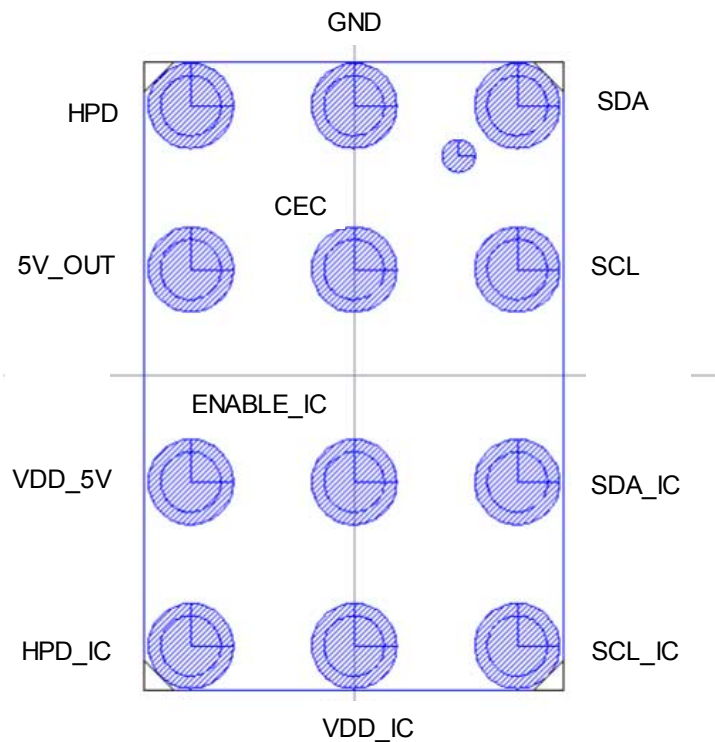 GND
HPD
SDA
CEC
5V_OUT
SCL
ENABLE_IC
VDD_5V
SDA_IC
HPD_IC
SCL_IC
VDD_IC